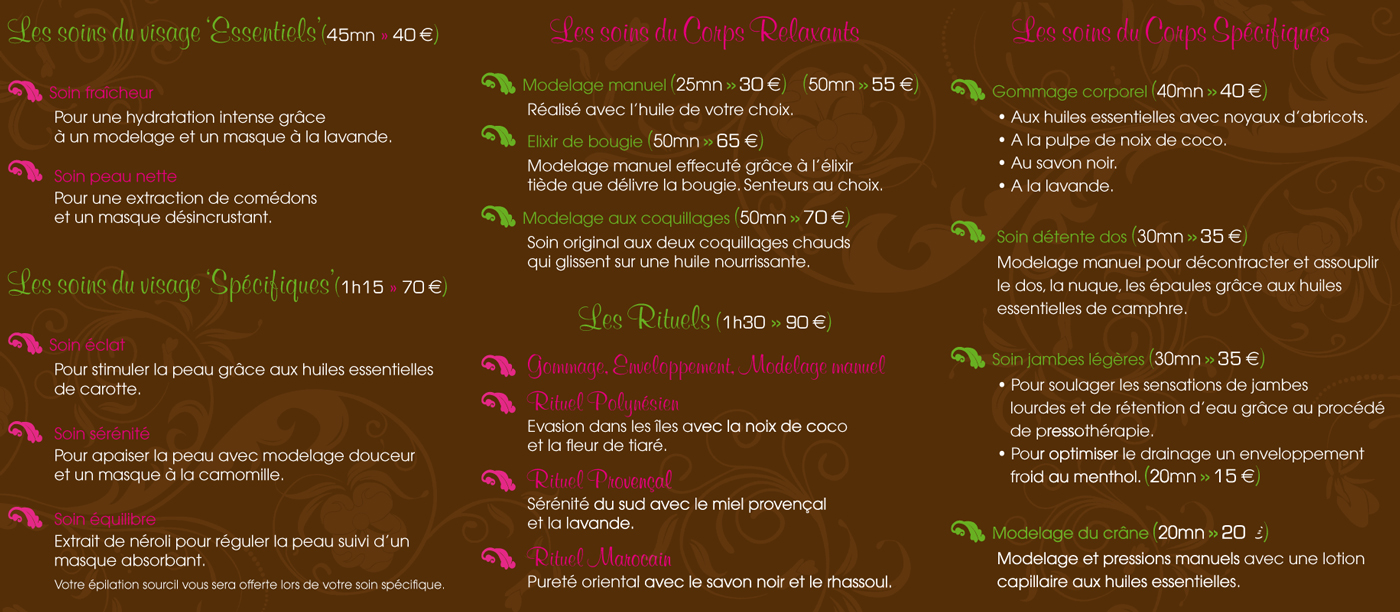 Les soins du visage 'Essentiels' (45mn » 40 €)
Soin fraîcheur
Pour une hydratation intense grâce
à un modelage et un masque à la lavande.
Soin peau nette
Pour une extraction de comédons
et un masque désincrustant.
Les soins du visage 'Spécifiques' (1h15 » 70 €)
Soin éclat
Pour stimuler la peau grâce aux huiles essentielles
de carotte.
Soin sérénité
Pour apaiser la peau avec modelage douceur
et un masque à la camomille.
Soin équilibre
Extrait de néroli pour réguler la peau suivi d'un
masque absorbant.
Votre épilation sourcil vous sera offerte lors de votre soin spécifique.
Les soins du Corps Relaxants
Modelage manuel (25mn » 30 €) (50mn » 55 €)
Réalisé avec l'huile de votre choix.
Elixir de bougie (50mn » 65 €)
Modelage manuel effecuté grâce à l'élixir
tiède que délivre la bougie. Senteurs au choix.
Modelage aux coquillages (50mn » 70 €)
Soin original aux deux coquillages chauds
qui glissent sur une huile nourrissante.
Les Rituels (1h30 » 90 €)
Gommage, Enveloppement, Modelage manuel
Rituel Polynésien
Evasion dans les îles avec la noix de coco
et la fleur de tiaré.
Rituel Provençal
Sérénité du sud avec le miel provençal
et la lavande.
Rituel Marocain
Pureté oriental avec le savon noir et le rhassoul.
Les soins du Corps Spécifiques
Gommage corporel (40mn » 40 €)
• Aux huiles essentielles avec noyaux d'abricots.
• A la pulpe de noix de coco.
• Au savon noir.
• A la lavande.
Soin détente dos (30mn » 35 €)
Modelage manuel pour décontracter et assouplir
le dos, la nuque, les épaules grâce aux huiles
essentielles de camphre.
Soin jambes légères (30mn » 35 €)
• Pour soulager les sensations de jambes
lourdes et de rétention d'eau grâce au procédé
de pressothérapie.
• Pour optimiser le drainage un enveloppement
froid au menthol. (20mn » 15 €)
Modelage du crâne (20mn » 20 )
Modelage et pressions manuels avec une lotion
capillaire aux huiles essentielles.